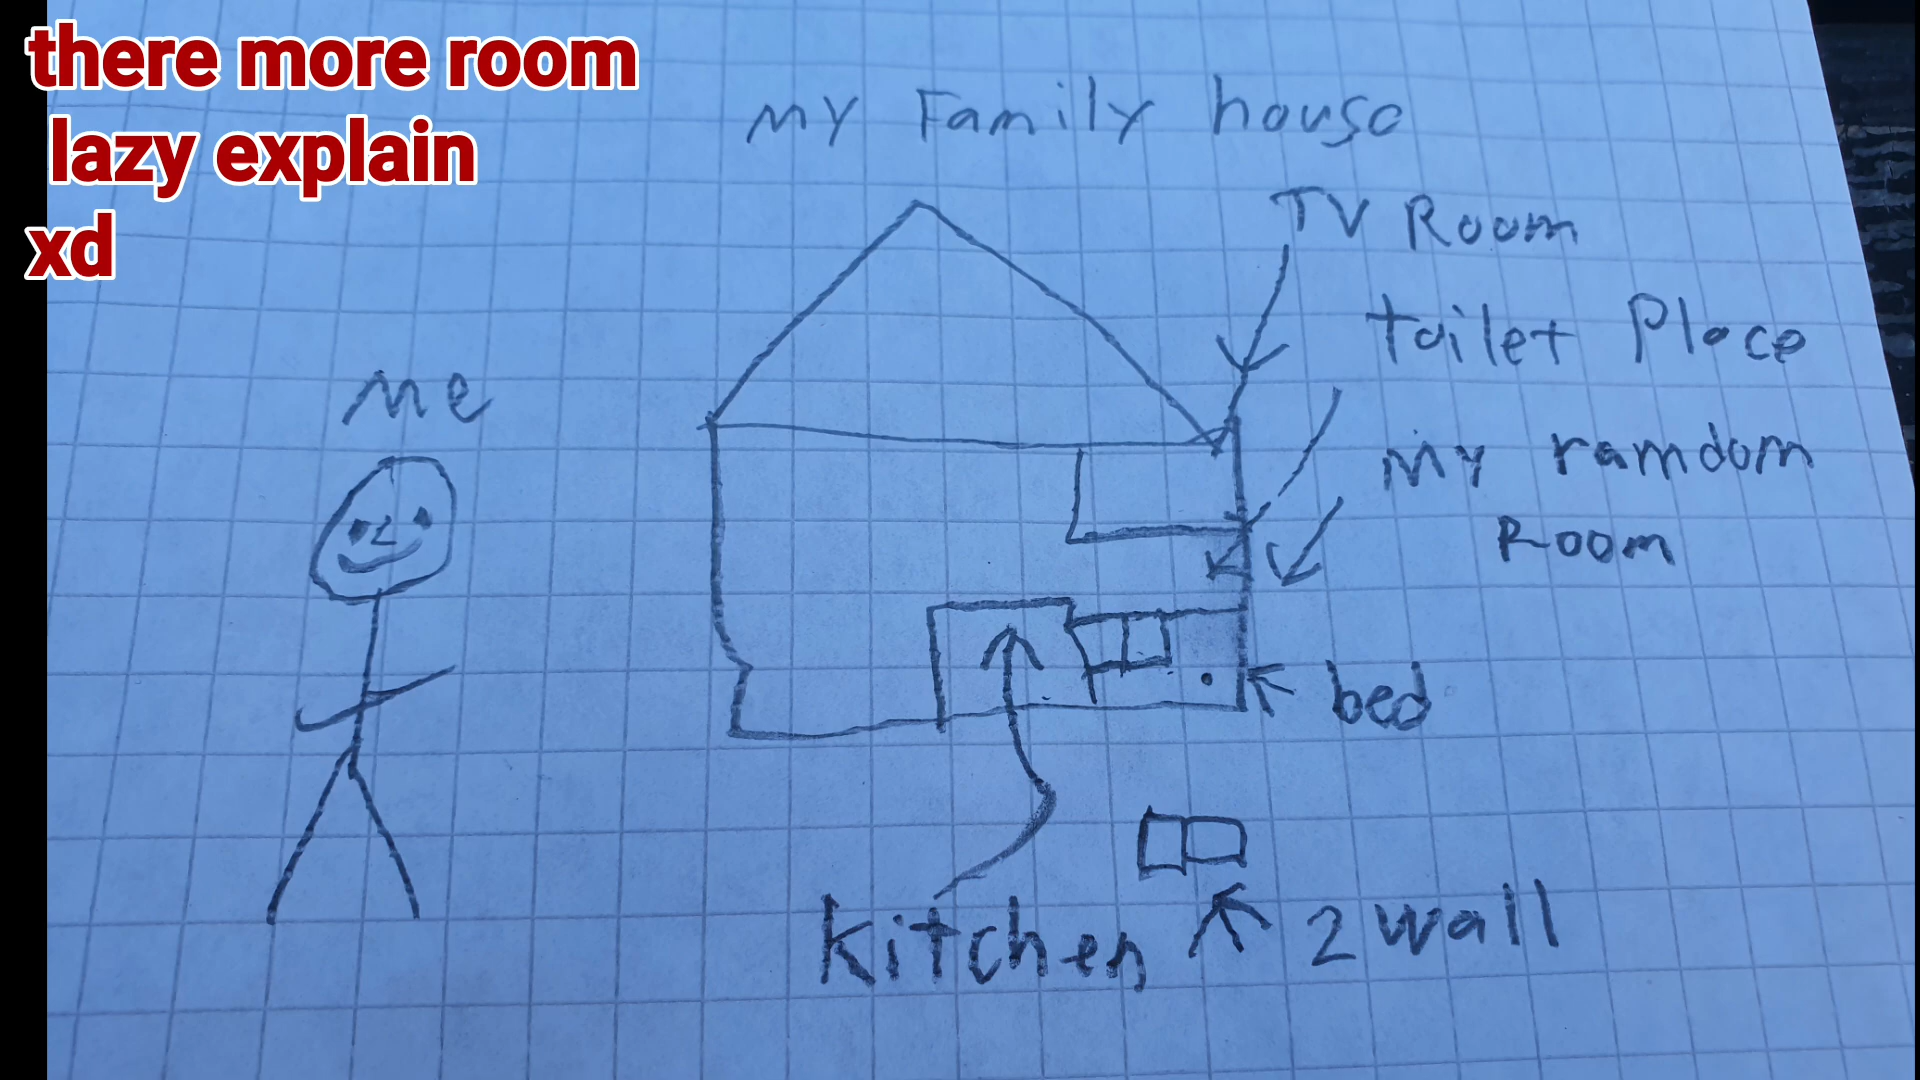 there more room
lazy explain
xd
my Family house
TV Room
toilet Place
me
my ramdom
Room
bed
kitchen
2 wall